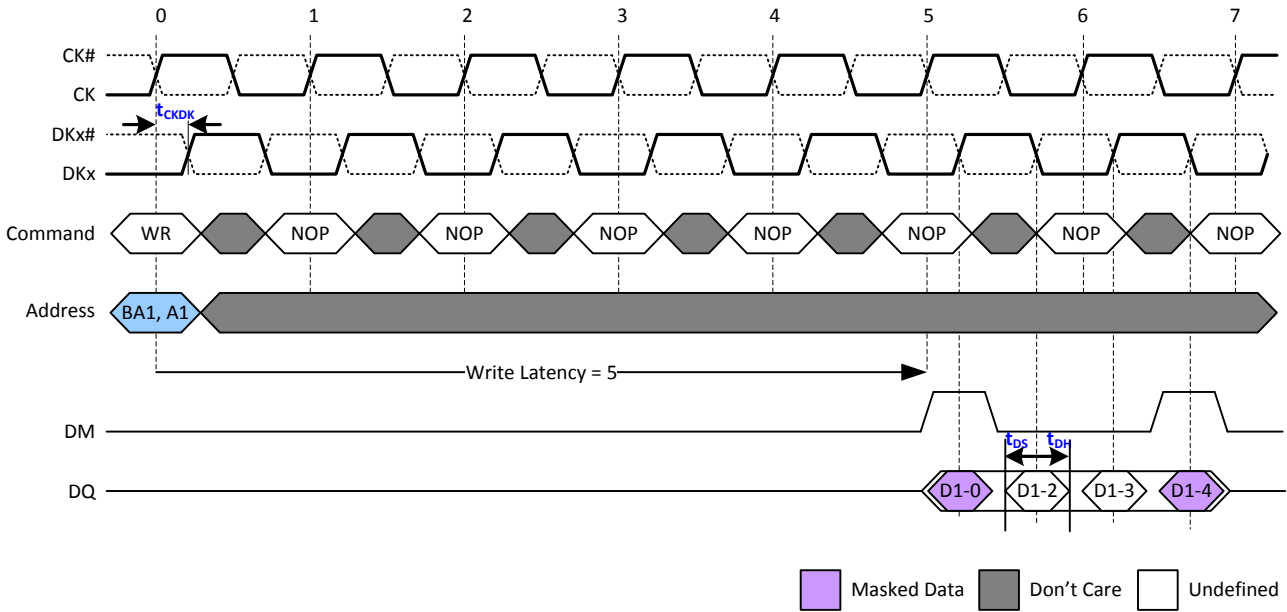 0 1 2 3 4 5 6 7
CK#
CK
tCKDK
DKx#
DKx
Command WR NOP NOP NOP NOP NOP NOP NOP
Address BA1, A1
Write Latency = 5
DM
tDS tDH
DQ D1-0 D1-2 D1-3 D1-4
Masked Data Don't Care Undefined